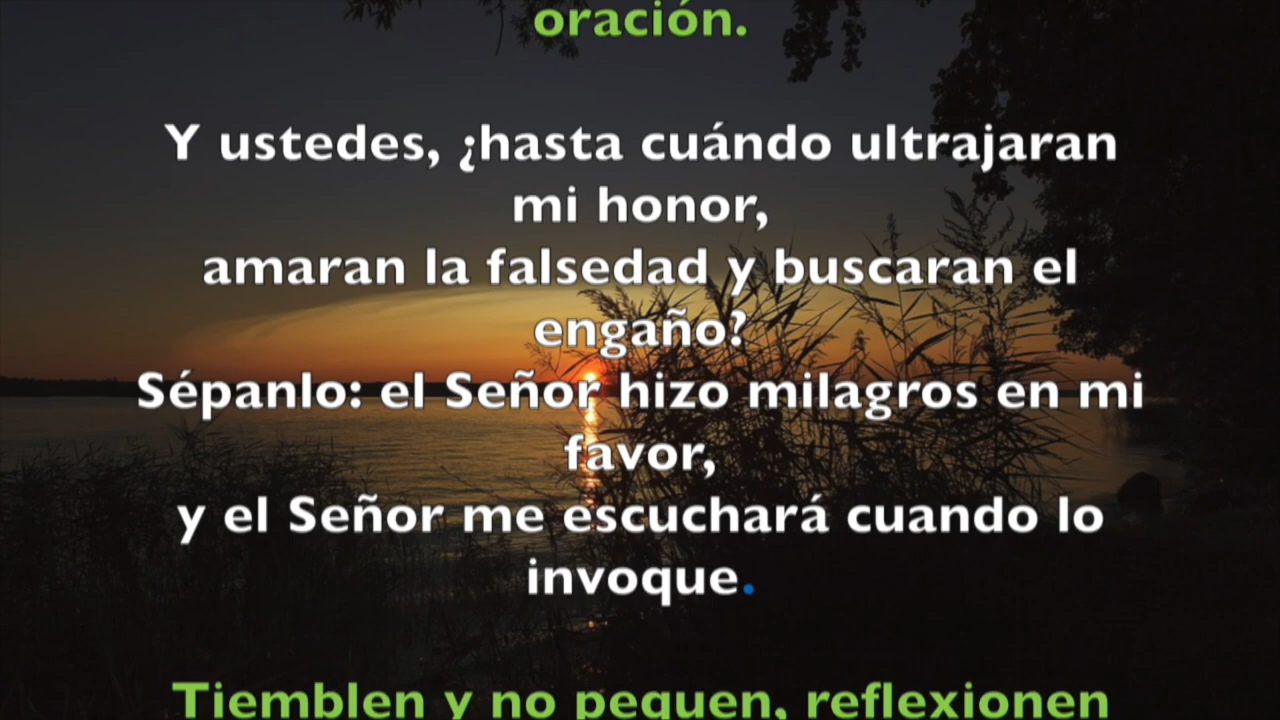 oración.
Y ustedes, ¿hasta cuándo ultrajaran
mi honor,
amaran la falsedad y buscaran el
engaño?
Sépanlo: el Señor hizo milagros en mi
favor,
y el Señor me escuchará cuando lo
invoque.
Tiemblen y no pequen, reflexionen